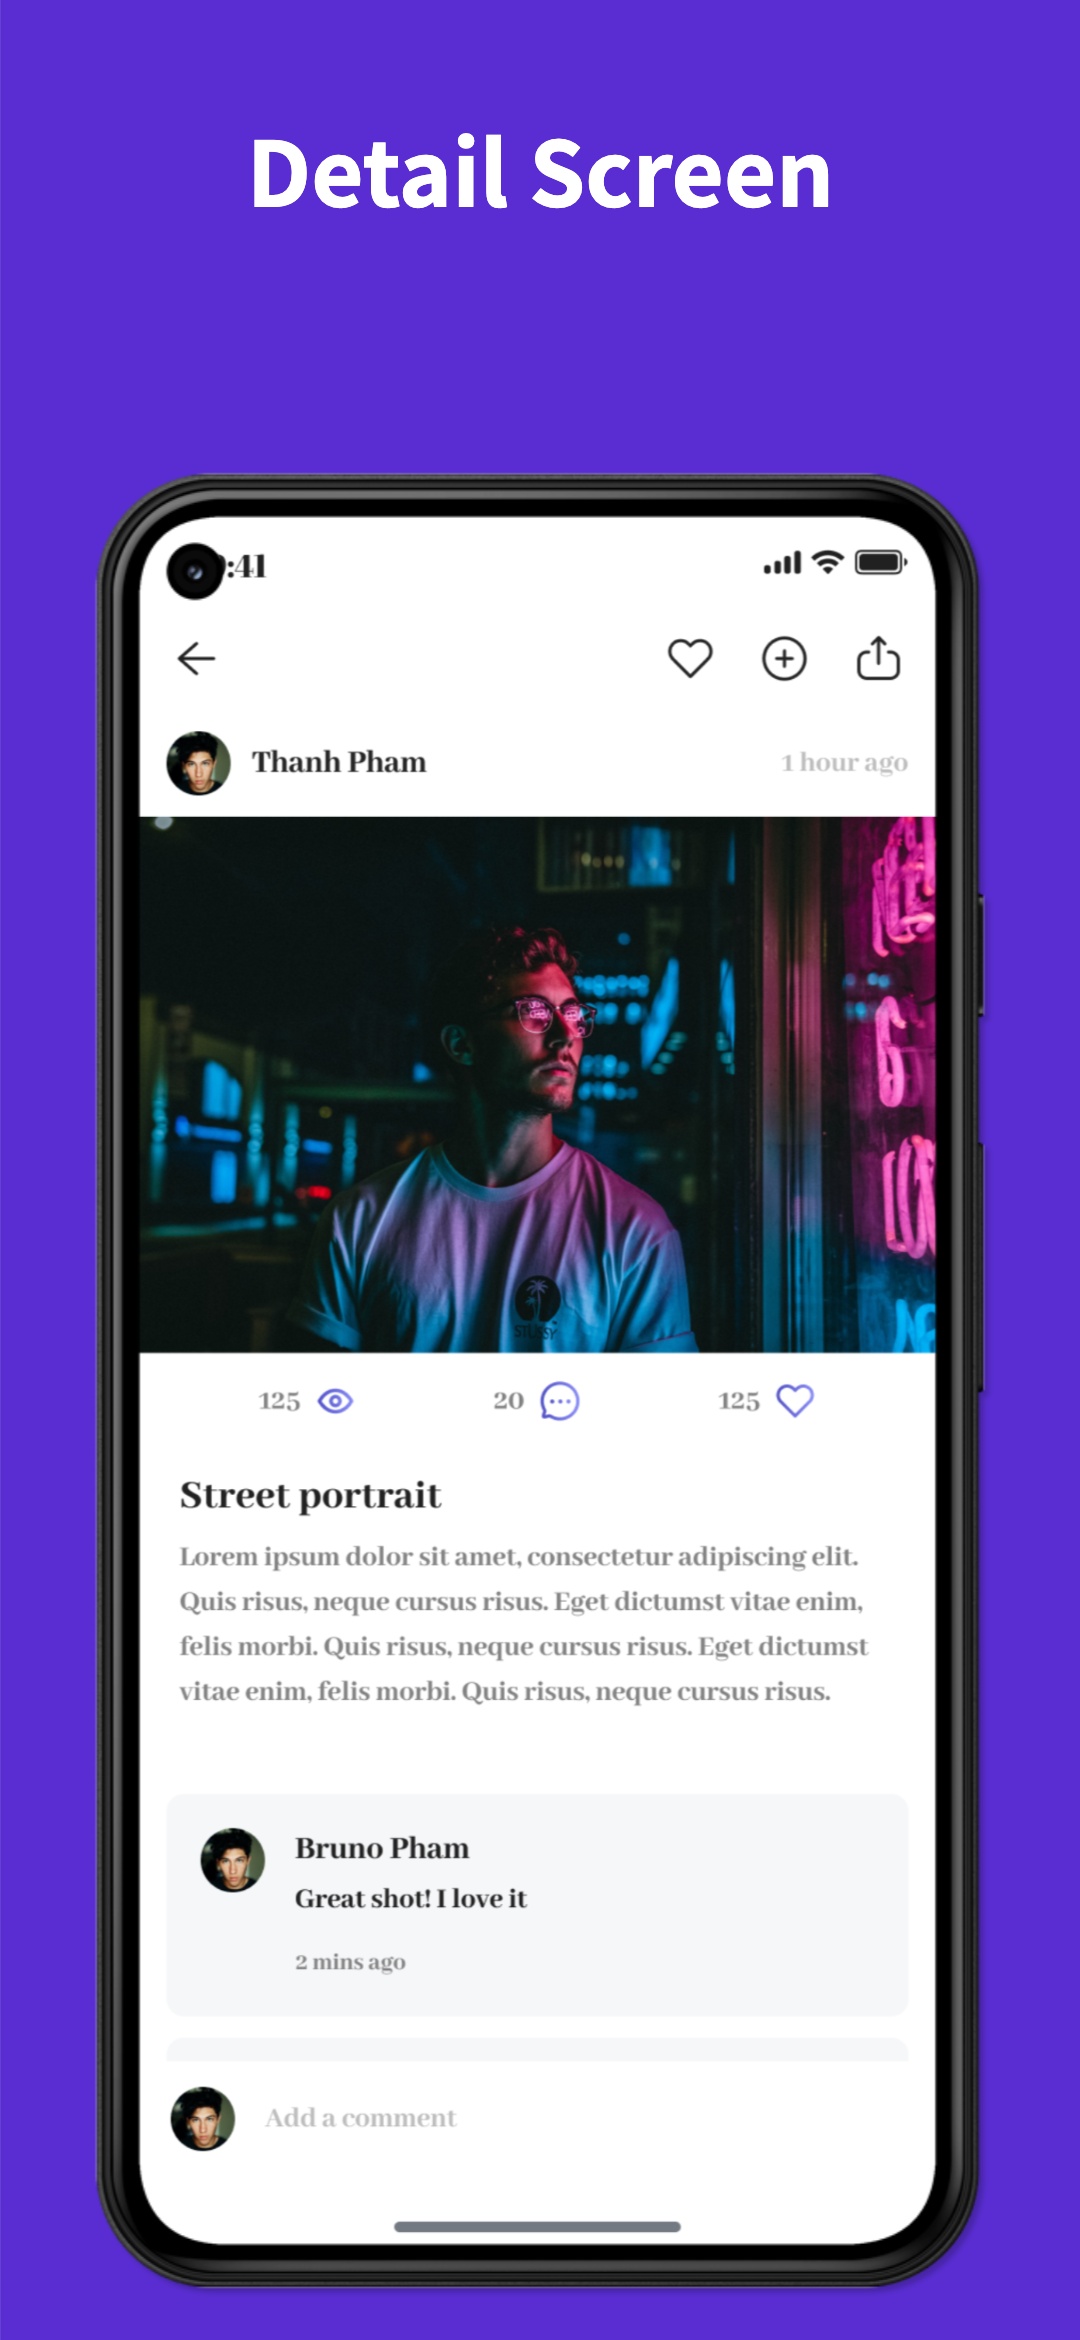 Detail Screen
:41
Thanh Pham
1 hour ago
6
STUSSY
125
20
125
Street portrait
Lorem ipsum dolor sit amet, consectetur adipiscing elit.
Quis risus, neque cursus risus. Eget dictumst vitae enim,
felis morbi. Quis risus, neque cursus risus. Eget dictumst
vitae enim, felis morbi. Quis risus, neque cursus risus.
Bruno Pham
Great shot! I love it
2 mins ago
Add a comment